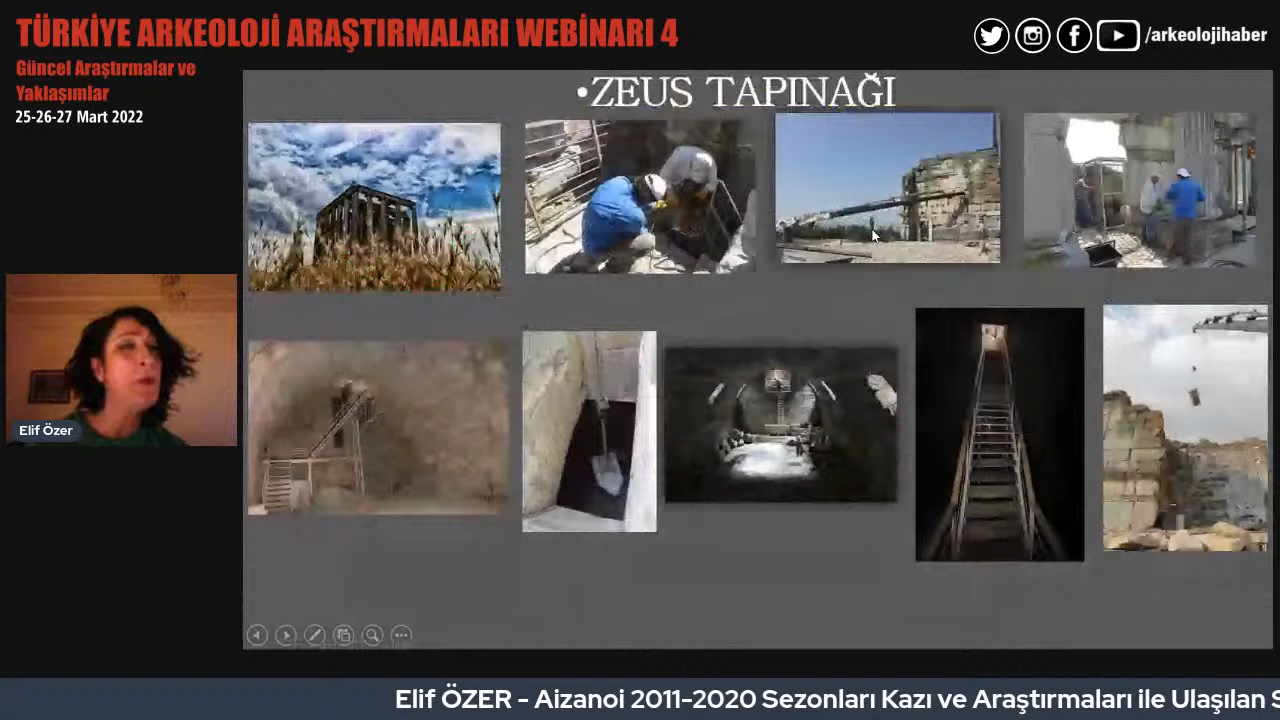 TÜRKİYE ARKEOLOJİ ARAŞTIRMALARI WEBİNARI 4
Güncel Araştırmalar ve
Yaklaşımlar
25-26-27 Mart 2022
/arkeolojihaber
•ZEUS TAPINAĞI
Elif Özer
Elif ÖZER - Aizanoi 2011-2020 Sezonları Kazı ve Araştırmaları ile Ulaşılan S